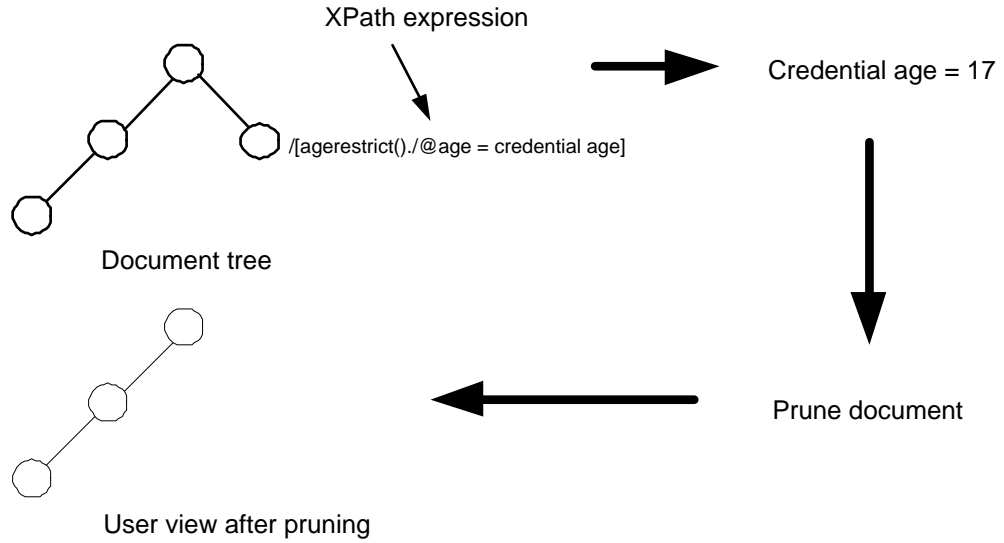 XPath expression
Credential age = 17
/[agerestrict()./@age = credential age]
Document tree
Prune document
User view after pruning